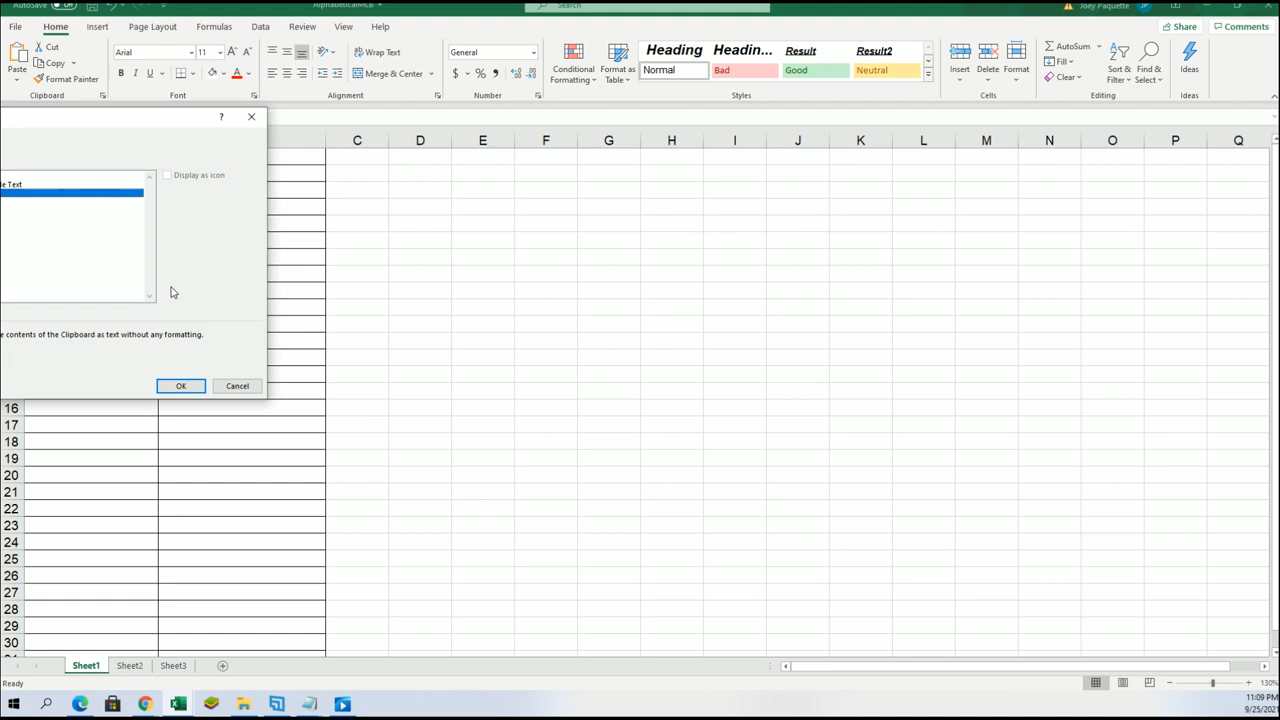 AutoSave Off AlphabeticalMLB Search Joey Paquette JP
File Home Insert Page Layout Formulas Data Review View Help Share Comments
Paste Cut Copy Format Painter Clipboard
Arial 11 B I U A Font
Wrap Text Merge & Center Alignment
General $ % Number
Conditional Formatting Format as Table
Heading Headin... Result Result2
Normal Bad Good Neutral
Styles
Insert Delete Format Cells
AutoSum Fill Clear Sort & Filter Find & Select Editing
Ideas Ideas
? ×
C D E F G H I J K L M N O P Q
Display as icon
le Text
e contents of the Clipboard as text without any formatting.
OK Cancel
16
17
18
19
20
21
22
23
24
25
26
27
28
29
30
Sheet1 Sheet2 Sheet3
Ready 130%
11:09 PM